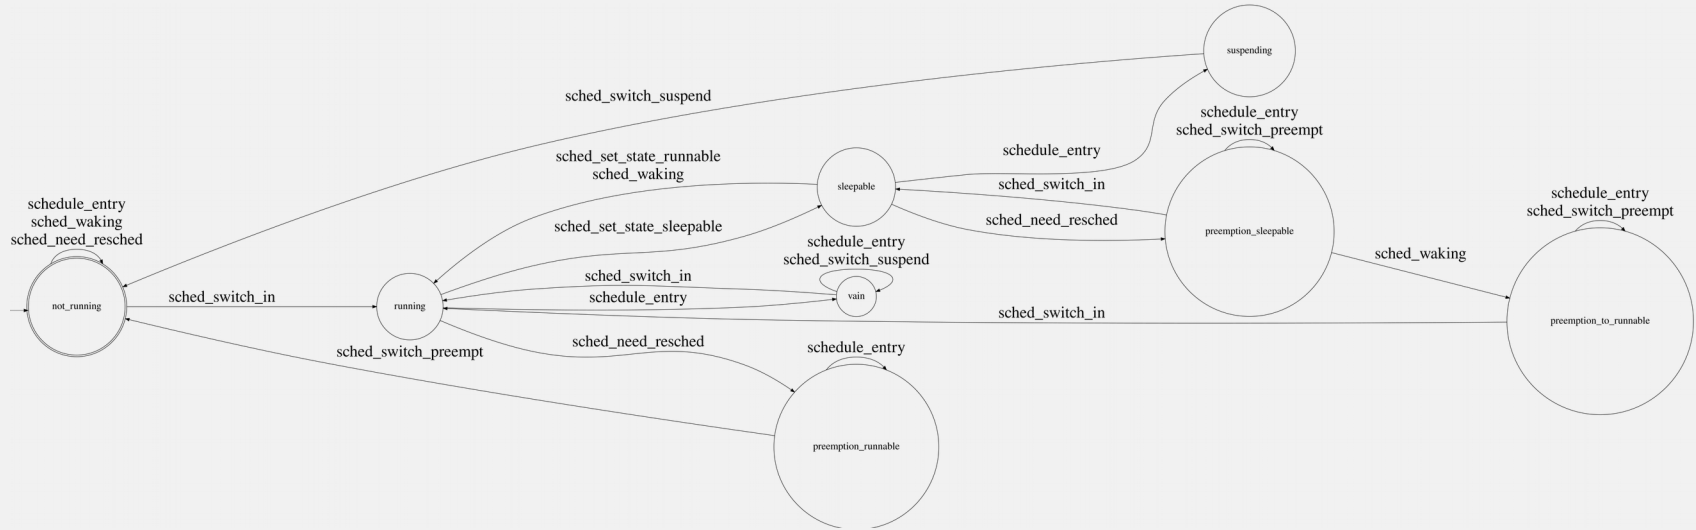 suspending
sched_switch_suspend
schedule_entry
sched_switch_preempt
sched_set_state_runnable
sched_waking
schedule_entry
sleepable
sched_switch_in
sched_need_resched
sched_set_state_sleepable
preemption_sleepable
schedule_entry
sched_switch_preempt
schedule_entry
sched_waking
sched_need_resched
schedule_entry
sched_switch_suspend
sched_waking
sched_switch_in
vain
schedule_entry
not_running
sched_switch_in
running
sched_switch_in
preemption_to_runnable
sched_switch_preempt
sched_need_resched
schedule_entry
preemption_runnable